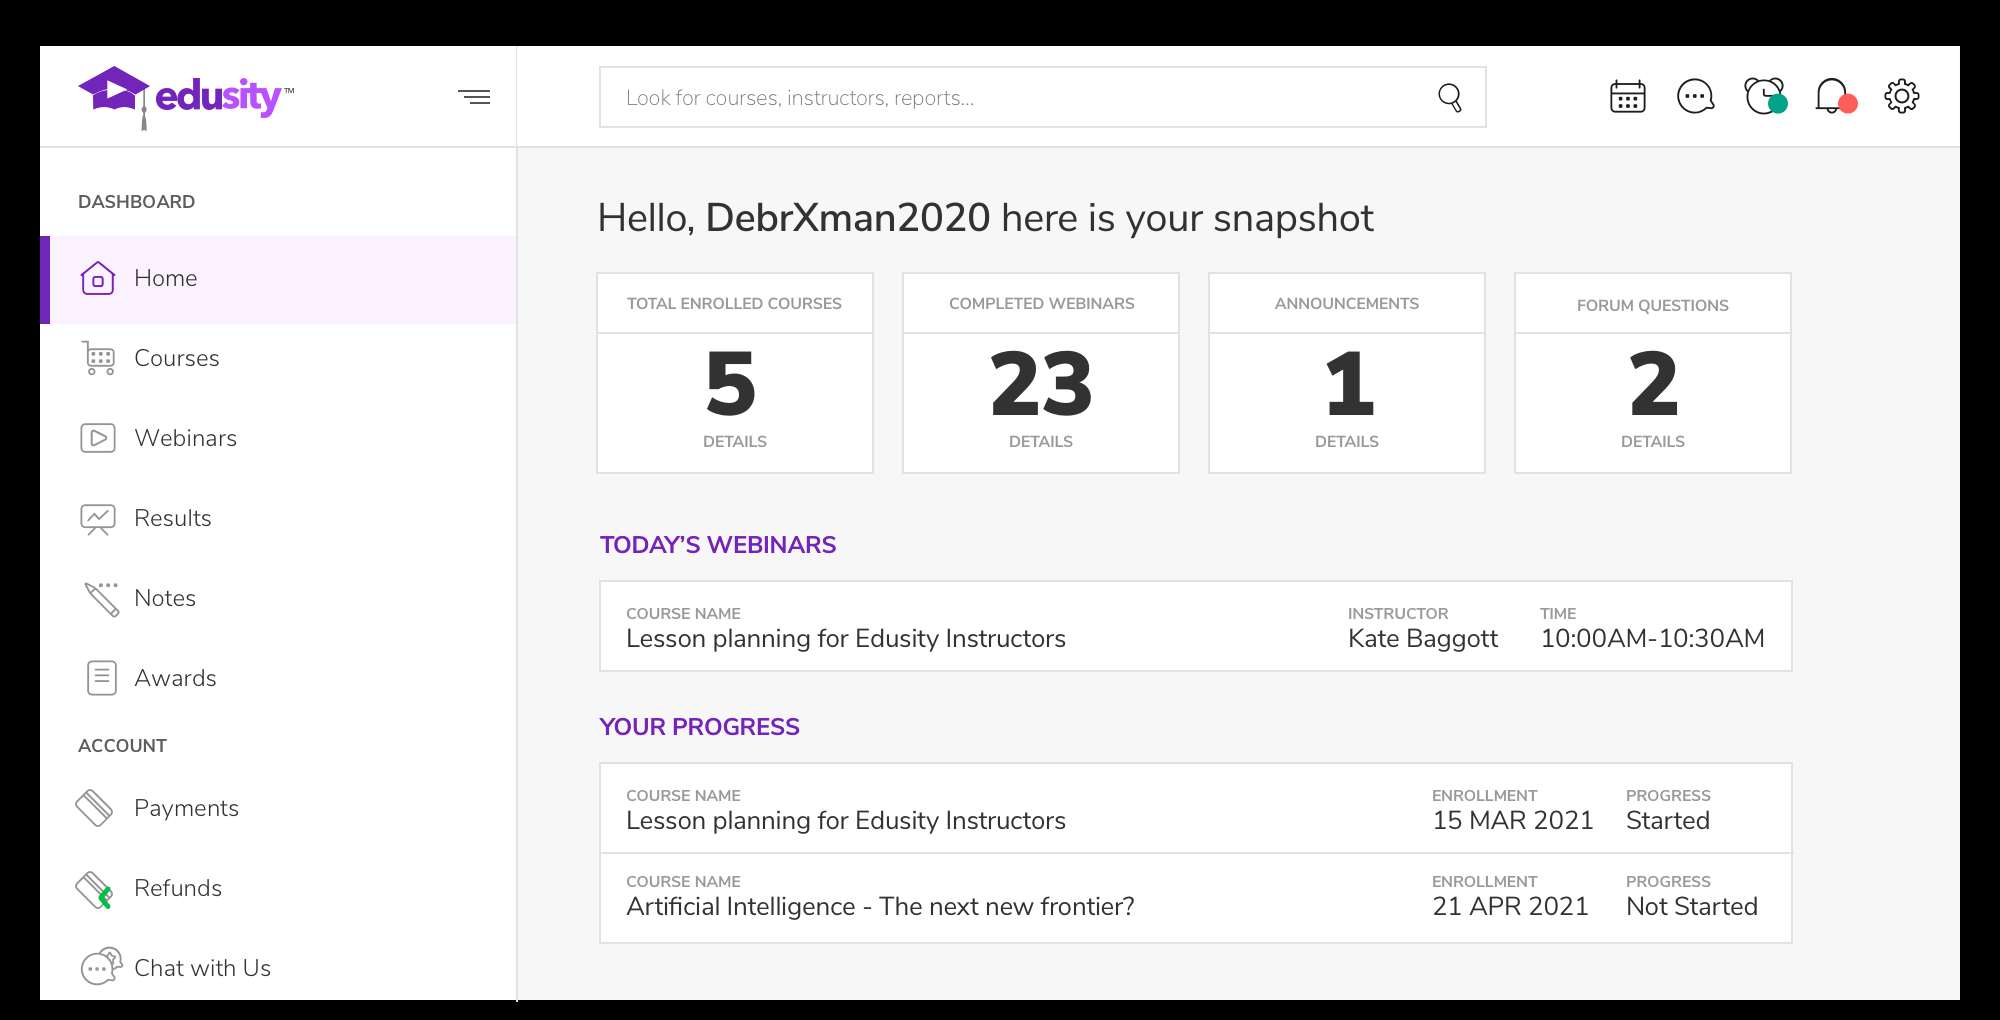 edusity™
Look for courses, instructors, reports...
DASHBOARD
Home
Courses
Webinars
Results
Notes
Awards
ACCOUNT
Payments
Refunds
Chat with Us
Hello, DebrXman2020 here is your snapshot
TOTAL ENROLLED COURSES
5
DETAILS
COMPLETED WEBINARS
23
DETAILS
ANNOUNCEMENTS
1
DETAILS
FORUM QUESTIONS
2
DETAILS
TODAY’S WEBINARS
COURSE NAME INSTRUCTOR TIME
Lesson planning for Edusity Instructors Kate Baggott 10:00AM-10:30AM
YOUR PROGRESS
COURSE NAME ENROLLMENT PROGRESS
Lesson planning for Edusity Instructors 15 MAR 2021 Started
COURSE NAME ENROLLMENT PROGRESS
Artificial Intelligence - The next new frontier? 21 APR 2021 Not Started